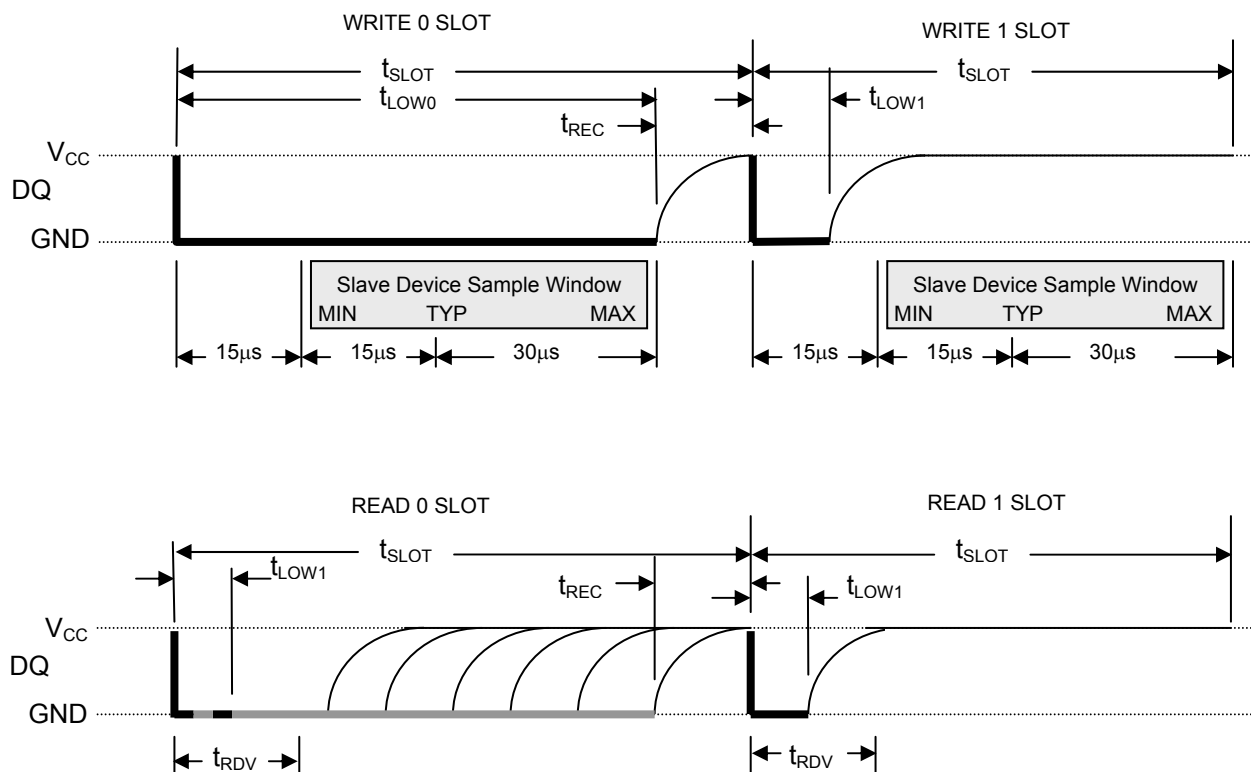 WRITE 0 SLOT
WRITE 1 SLOT
tSLOT
tSLOT
tLOW0
tLOW1
tREC
VCC
DQ
GND
Slave Device Sample Window
MIN TYP MAX
Slave Device Sample Window
MIN TYP MAX
15μs
15μs
30μs
15μs
15μs
30μs
READ 0 SLOT
READ 1 SLOT
tSLOT
tSLOT
tLOW1
tREC
tLOW1
VCC
DQ
GND
tRDV
tRDV